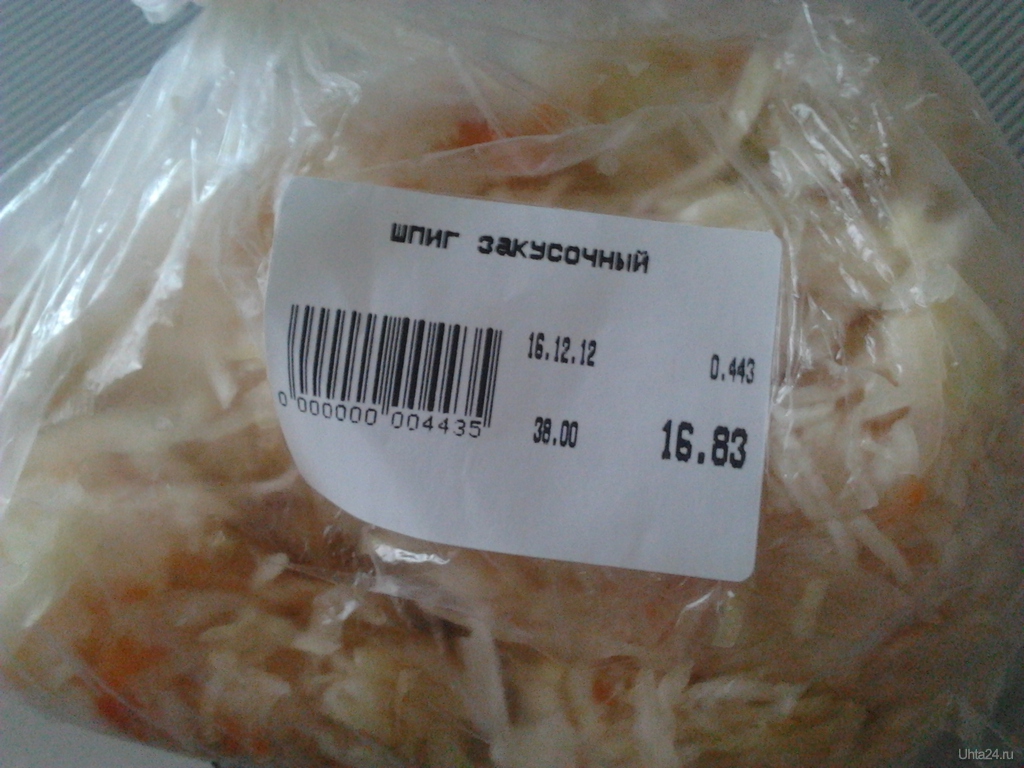 шпиг закусочный
16.12.12 0.443
0 000000 004435
38.00 16.83
Uhta24.ru